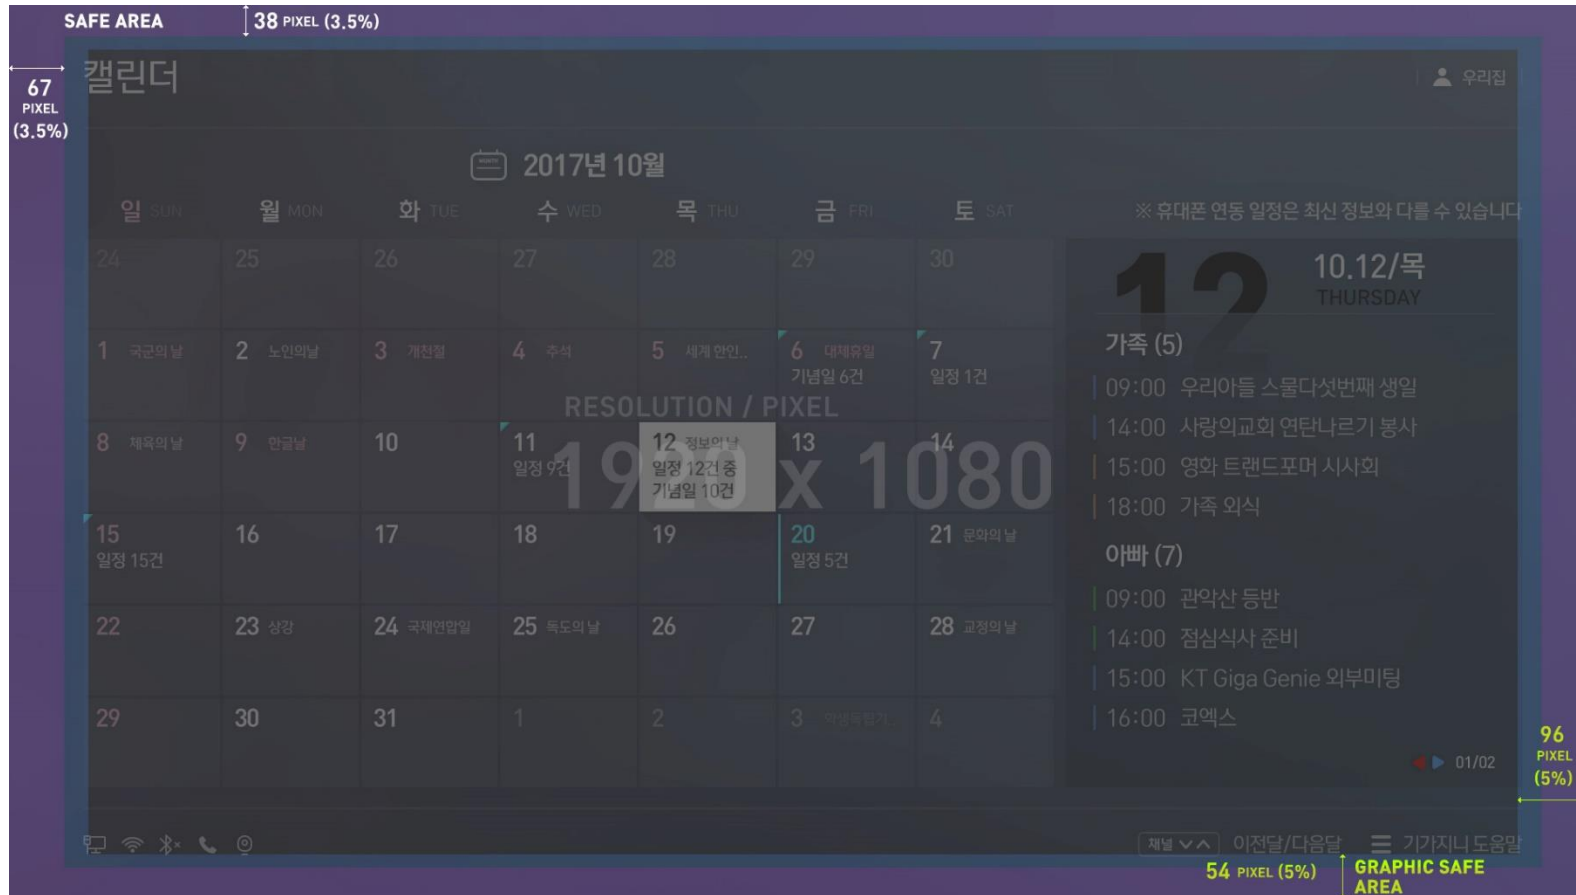 SAFE AREA
38 PIXEL (3.5%)
67
PIXEL
(3.5%)
캘린더
우리집
2017년 10월
일 SUN 월 MON 화 TUE 수 WED 목 THU 금 FRI 토 SAT
※ 휴대폰 연동 일정은 최신 정보와 다를 수 있습니다
24 25 26 27 28 29 30
1 국군의 날 2 노인의날 3 개천절 4 추석 5 세계 한인.. 6 대체휴일 7
기념일 6건 일정 1건
RESOLUTION / PIXEL
1920 x 1080
8 체육의 날 9 한글날 10 11 12 정보의 날 13 14
일정 9건 일정 12건 중
기념일 10건
15 16 17 18 19 20 21 문화의 날
일정 15건 일정 5건
22 23 상강 24 국제연합일 25 독도의 날 26 27 28 교정의 날
29 30 31 1 2 3 4
12
10.12/목
THURSDAY
가족 (5)
09:00 우리아들 스물다섯번째 생일
14:00 사랑의교회 연탄나르기 봉사
15:00 영화 트랜드포머 시사회
18:00 가족 외식
아빠 (7)
09:00 관악산 등반
14:00 점심식사 준비
15:00 KT Giga Genie 외부미팅
16:00 코엑스
01/02
96
PIXEL
(5%)
채널 이전달/다음달 기가지니 도움말
54 PIXEL (5%)
GRAPHIC SAFE
AREA